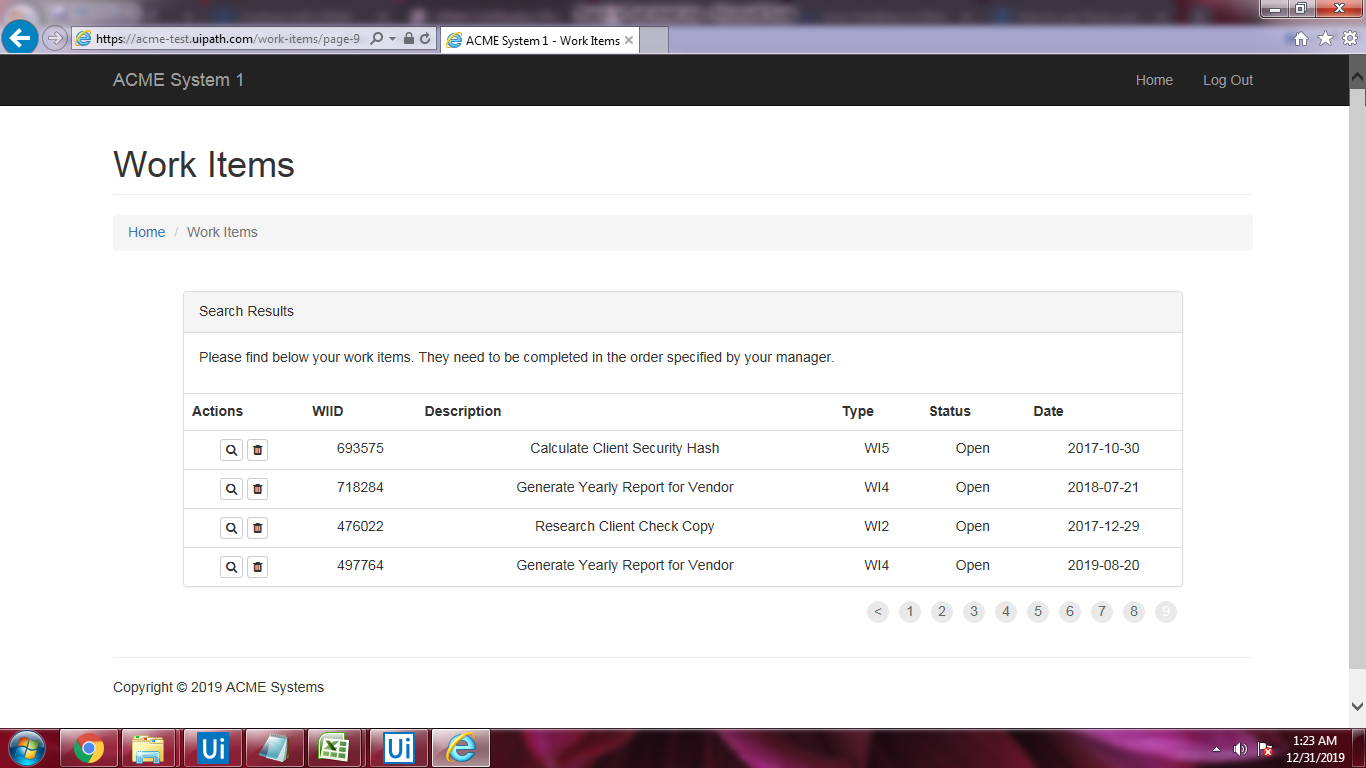 https://acme-test.uipath.com/work-items/page-9
ACME System 1 - Work Items
ACME System 1 Home Log Out
Work Items
Home / Work Items
Search Results
Please find below your work items. They need to be completed in the order specified by your manager.
Actions WIID Description Type Status Date
693575 Calculate Client Security Hash WI5 Open 2017-10-30
718284 Generate Yearly Report for Vendor WI4 Open 2018-07-21
476022 Research Client Check Copy WI2 Open 2017-12-29
497764 Generate Yearly Report for Vendor WI4 Open 2019-08-20
< 1 2 3 4 5 6 7 8 9
Copyright © 2019 ACME Systems
Ui Ui
1:23 AM
12/31/2019